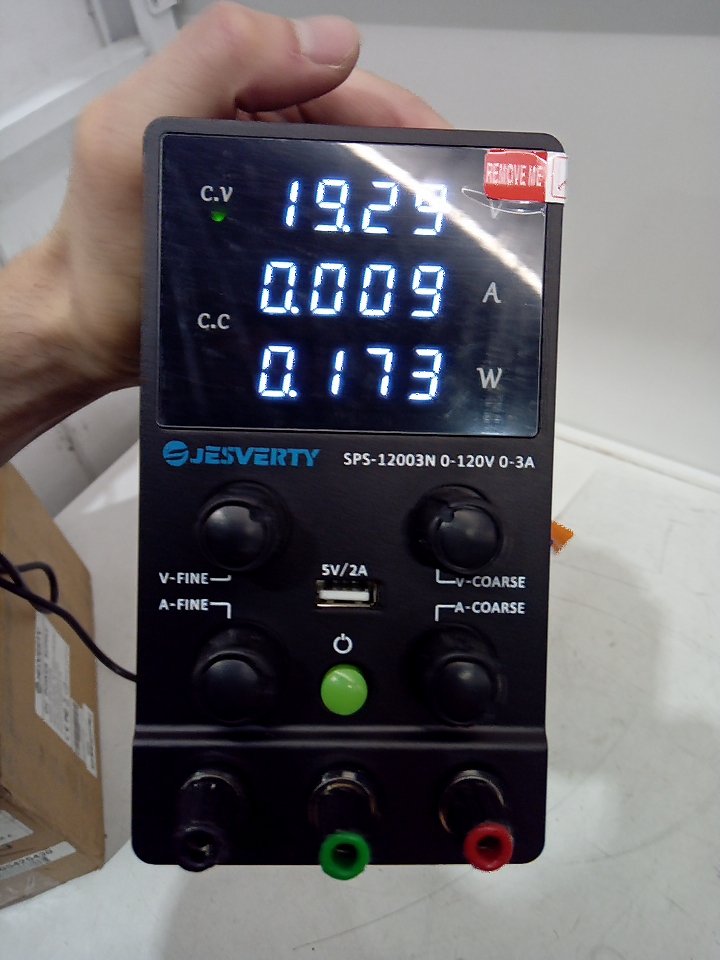 REMOVE ME
C.V 19.29 V
0.009 A
C.C
0.173 W
JESVERTY SPS-12003N 0-120V 0-3A
5V/2A
V-FINE V-COARSE
A-FINE A-COARSE